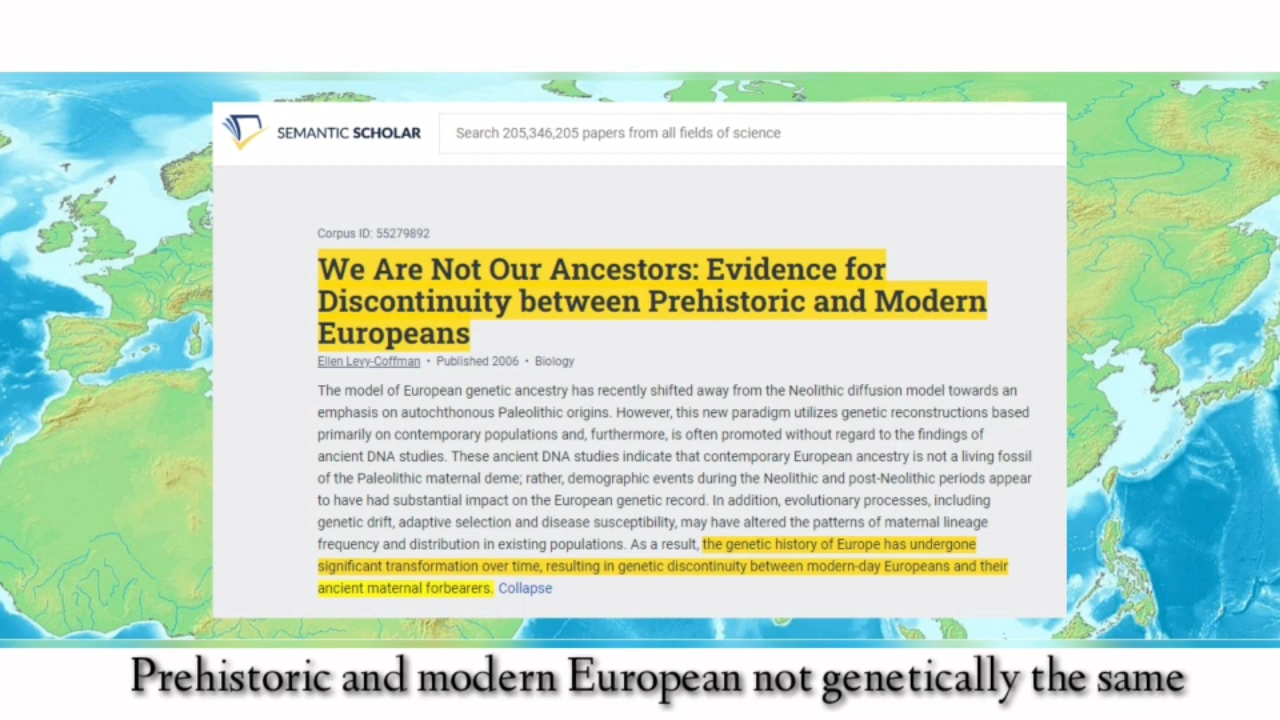 SEMANTIC SCHOLAR
Search 205,346,205 papers from all fields of science
Corpus ID: 55279892
We Are Not Our Ancestors: Evidence for
Discontinuity between Prehistoric and Modern
Europeans
Ellen Levy-Coffman • Published 2006 • Biology
The model of European genetic ancestry has recently shifted away from the Neolithic diffusion model towards an
emphasis on autochthonous Paleolithic origins. However, this new paradigm utilizes genetic reconstructions based
primarily on contemporary populations and, furthermore, is often promoted without regard to the findings of
ancient DNA studies. These ancient DNA studies indicate that contemporary European ancestry is not a living fossil
of the Paleolithic maternal deme; rather, demographic events during the Neolithic and post-Neolithic periods appear
to have had substantial impact on the European genetic record. In addition, evolutionary processes, including
genetic drift, adaptive selection and disease susceptibility, may have altered the patterns of maternal lineage
frequency and distribution in existing populations. As a result, the genetic history of Europe has undergone
significant transformation over time, resulting in genetic discontinuity between modern-day Europeans and their
ancient maternal forbearers. Collapse
Prehistoric and modern European not genetically the same